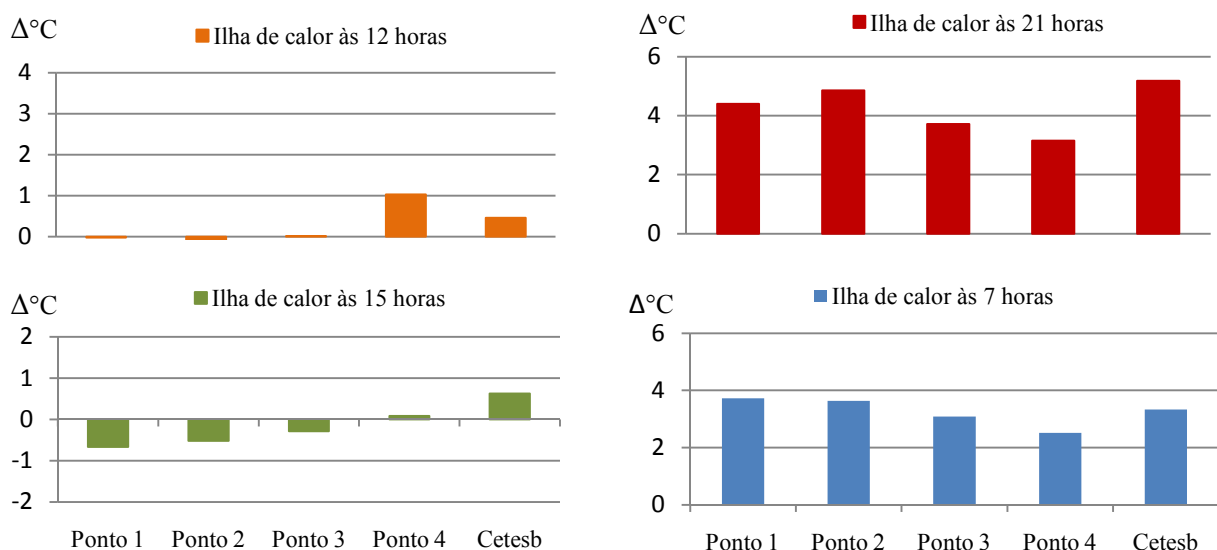 Δ°C
Ilha de calor às 12 horas
4
3
2
1
0
Δ°C
Ilha de calor às 21 horas
6
4
2
0
Δ°C
Ilha de calor às 15 horas
2
1
0
-1
-2
Ponto 1 Ponto 2 Ponto 3 Ponto 4 Cetesb
Δ°C
Ilha de calor às 7 horas
6
4
2
0
Ponto 1 Ponto 2 Ponto 3 Ponto 4 Cetesb